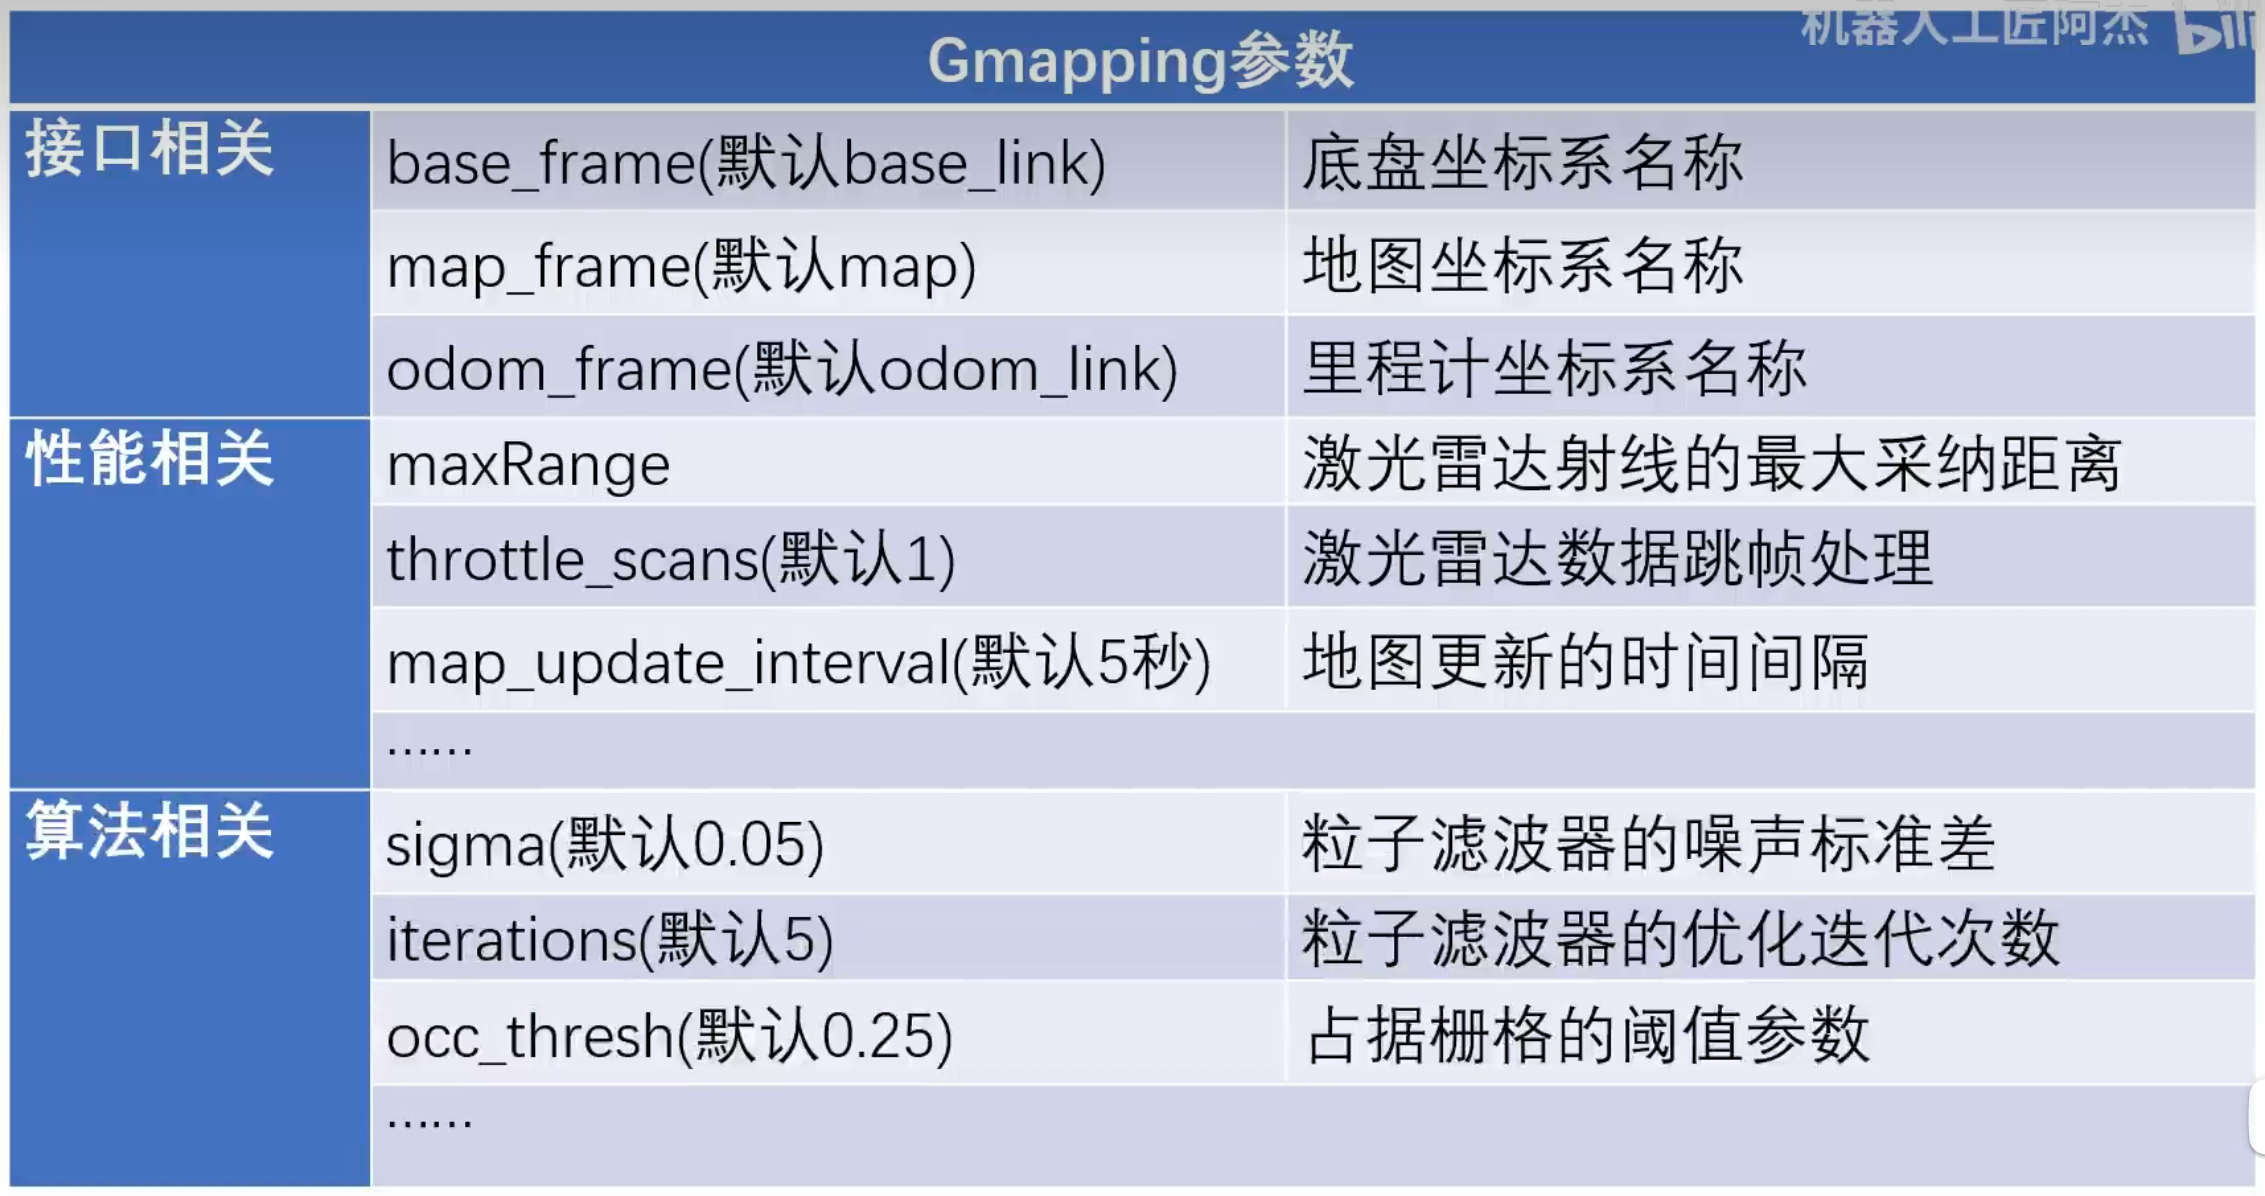 机器人工匠阿杰 bili
Gmapping参数
接口相关
base_frame(默认base_link) 底盘坐标系名称
map_frame(默认map) 地图坐标系名称
odom_frame(默认odom_link) 里程计坐标系名称
性能相关
maxRange 激光雷达射线的最大采纳距离
throttle_scans(默认1) 激光雷达数据跳帧处理
map_update_interval(默认5秒) 地图更新的时间间隔
……
算法相关
sigma(默认0.05) 粒子滤波器的噪声标准差
iterations(默认5) 粒子滤波器的优化迭代次数
occ_thresh(默认0.25) 占据栅格的阈值参数
……